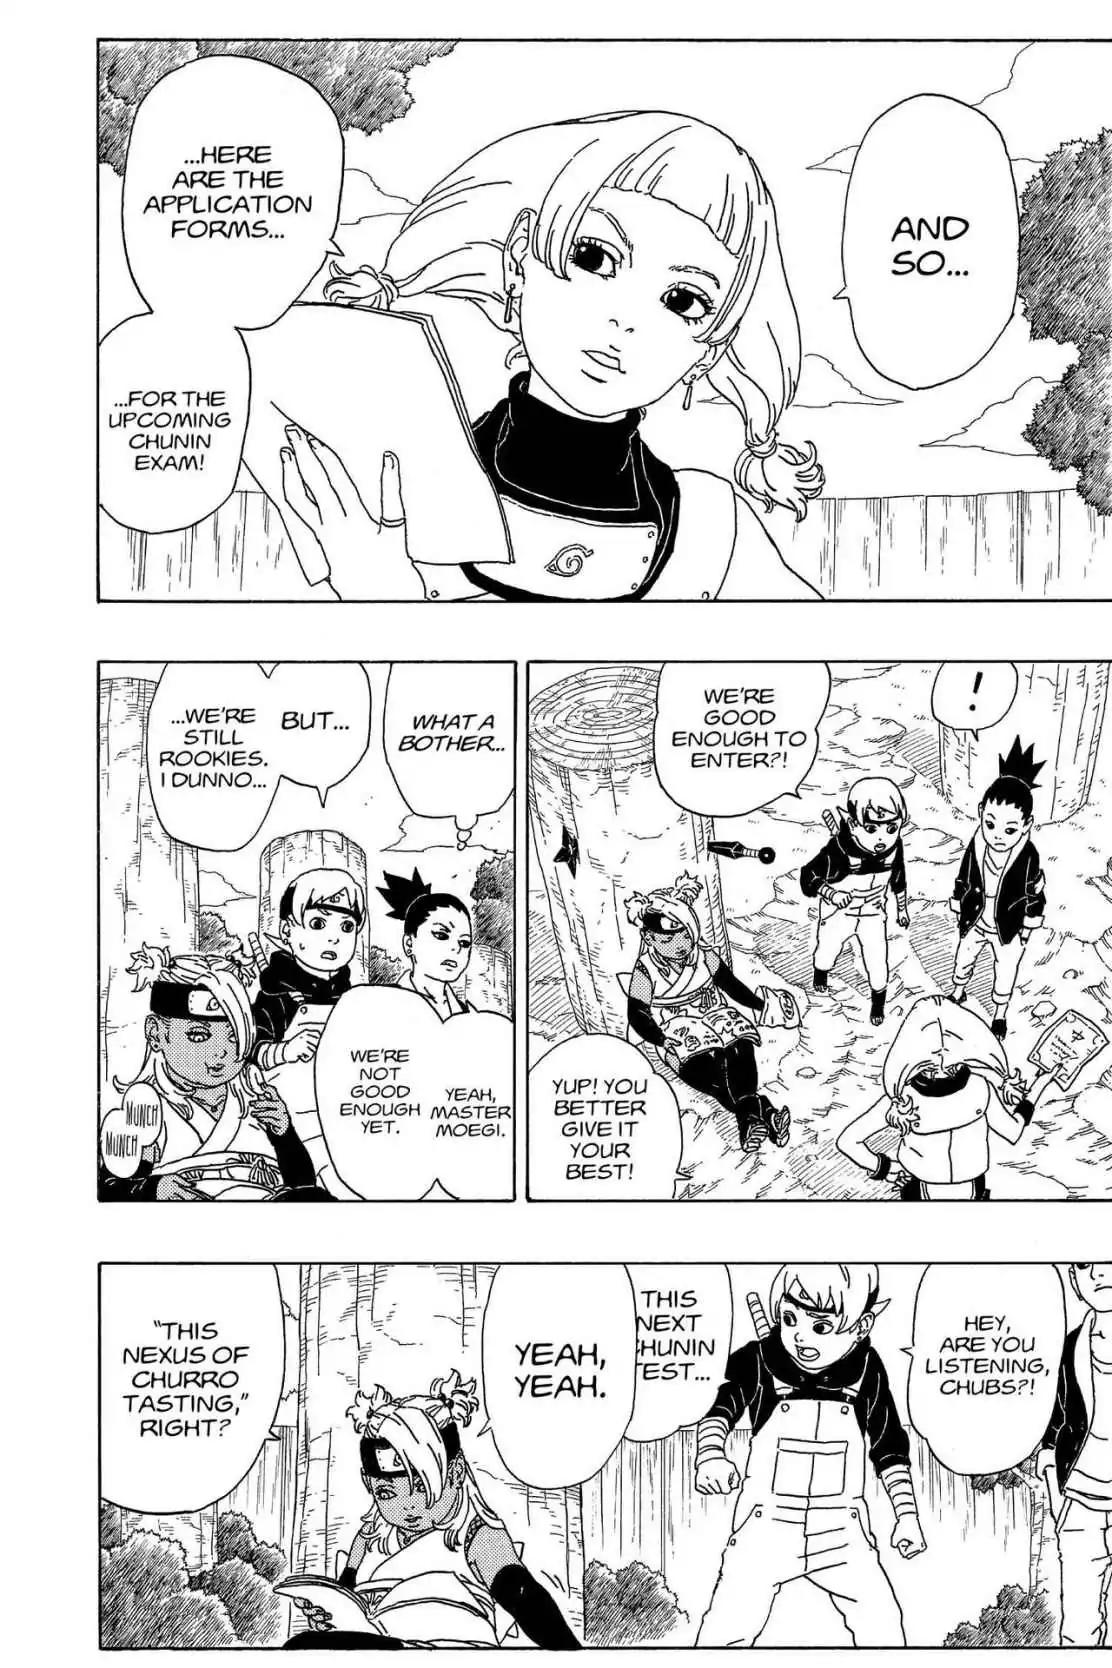 AND
SO...
...HERE
ARE THE
APPLICATION
FORMS...
...FOR THE
UPCOMING
CHUNIN
EXAM!
!
WE'RE
GOOD
ENOUGH TO
ENTER?!
YUP! YOU
BETTER
GIVE IT
YOUR
BEST!
WHAT A
BOTHER...
BUT...
...WE'RE
STILL
ROOKIES.
I DUNNO...
YEAH,
MASTER
MOEGI.
WE'RE
NOT
GOOD
ENOUGH
YET.
MUNCH
MUNCH
HEY,
ARE YOU
LISTENING,
CHUBS?!
THIS
NEXT
CHUNIN
TEST...
YEAH,
YEAH.
"THIS
NEXUS OF
CHURRO
TASTING,"
RIGHT?